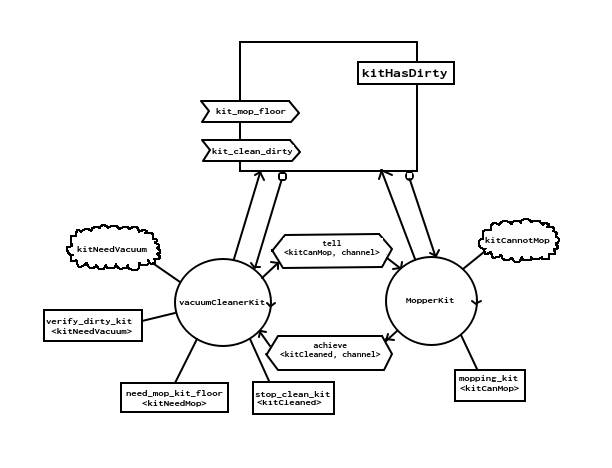 kitHasDirty
kit_mop_floor
kit_clean_dirty
tell
<kitCanMop, channel>
kitNeedVacuum
kitCannotMop
vacuumCleanerKit
MopperKit
verify_dirty_kit
<kitNeedVacuum>
achieve
<kitCleaned, channel>
need_mop_kit_floor
<kitNeedMop>
stop_clean_kit
<kitCleaned>
mopping_kit
<kitCanMop>